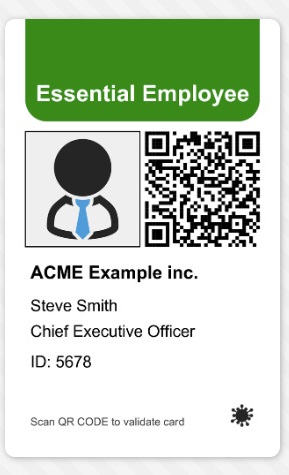 Essential Employee
ACME Example inc.
Steve Smith
Chief Executive Officer
ID: 5678
Scan QR CODE to validate card